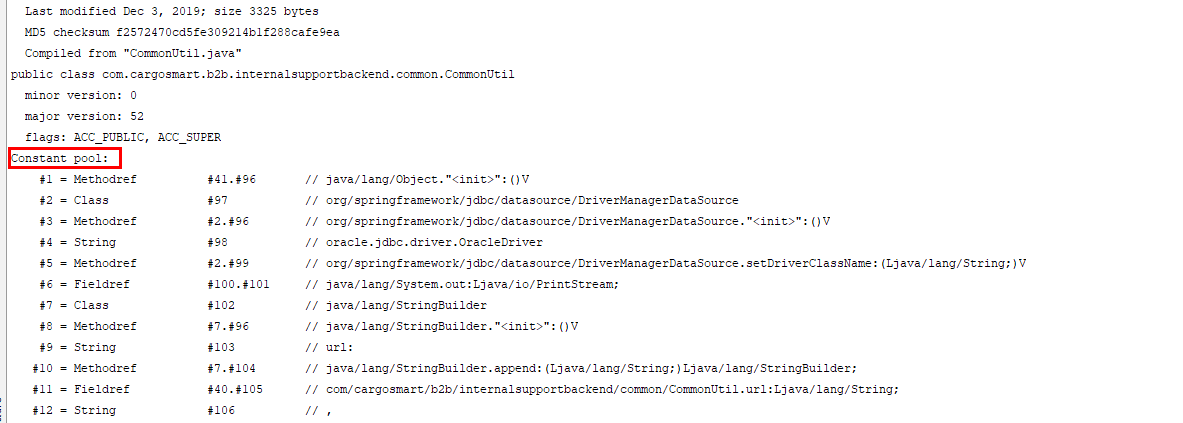 Last modified Dec 3, 2019; size 3325 bytes
MD5 checksum f2572470cd5fe309214b1f288cafe9ea
Compiled from "CommonUtil.java"
public class com.cargosmart.b2b.internalsupportbackend.common.CommonUtil
minor version: 0
major version: 52
flags: ACC_PUBLIC, ACC_SUPER
Constant pool:
#1 = Methodref #41.#96 // java/lang/Object."<init>":()V
#2 = Class #97 // org/springframework/jdbc/datasource/DriverManagerDataSource
#3 = Methodref #2.#96 // org/springframework/jdbc/datasource/DriverManagerDataSource."<init>":()V
#4 = String #98 // oracle.jdbc.driver.OracleDriver
#5 = Methodref #2.#99 // org/springframework/jdbc/datasource/DriverManagerDataSource.setDriverClassName:(Ljava/lang/String;)V
#6 = Fieldref #100.#101 // java/lang/System.out:Ljava/io/PrintStream;
#7 = Class #102 // java/lang/StringBuilder
#8 = Methodref #7.#96 // java/lang/StringBuilder."<init>":()V
#9 = String #103 // url:
#10 = Methodref #7.#104 // java/lang/StringBuilder.append:(Ljava/lang/String;)Ljava/lang/StringBuilder;
#11 = Fieldref #40.#105 // com/cargosmart/b2b/internalsupportbackend/common/CommonUtil.url:Ljava/lang/String;
#12 = String #106 // ,